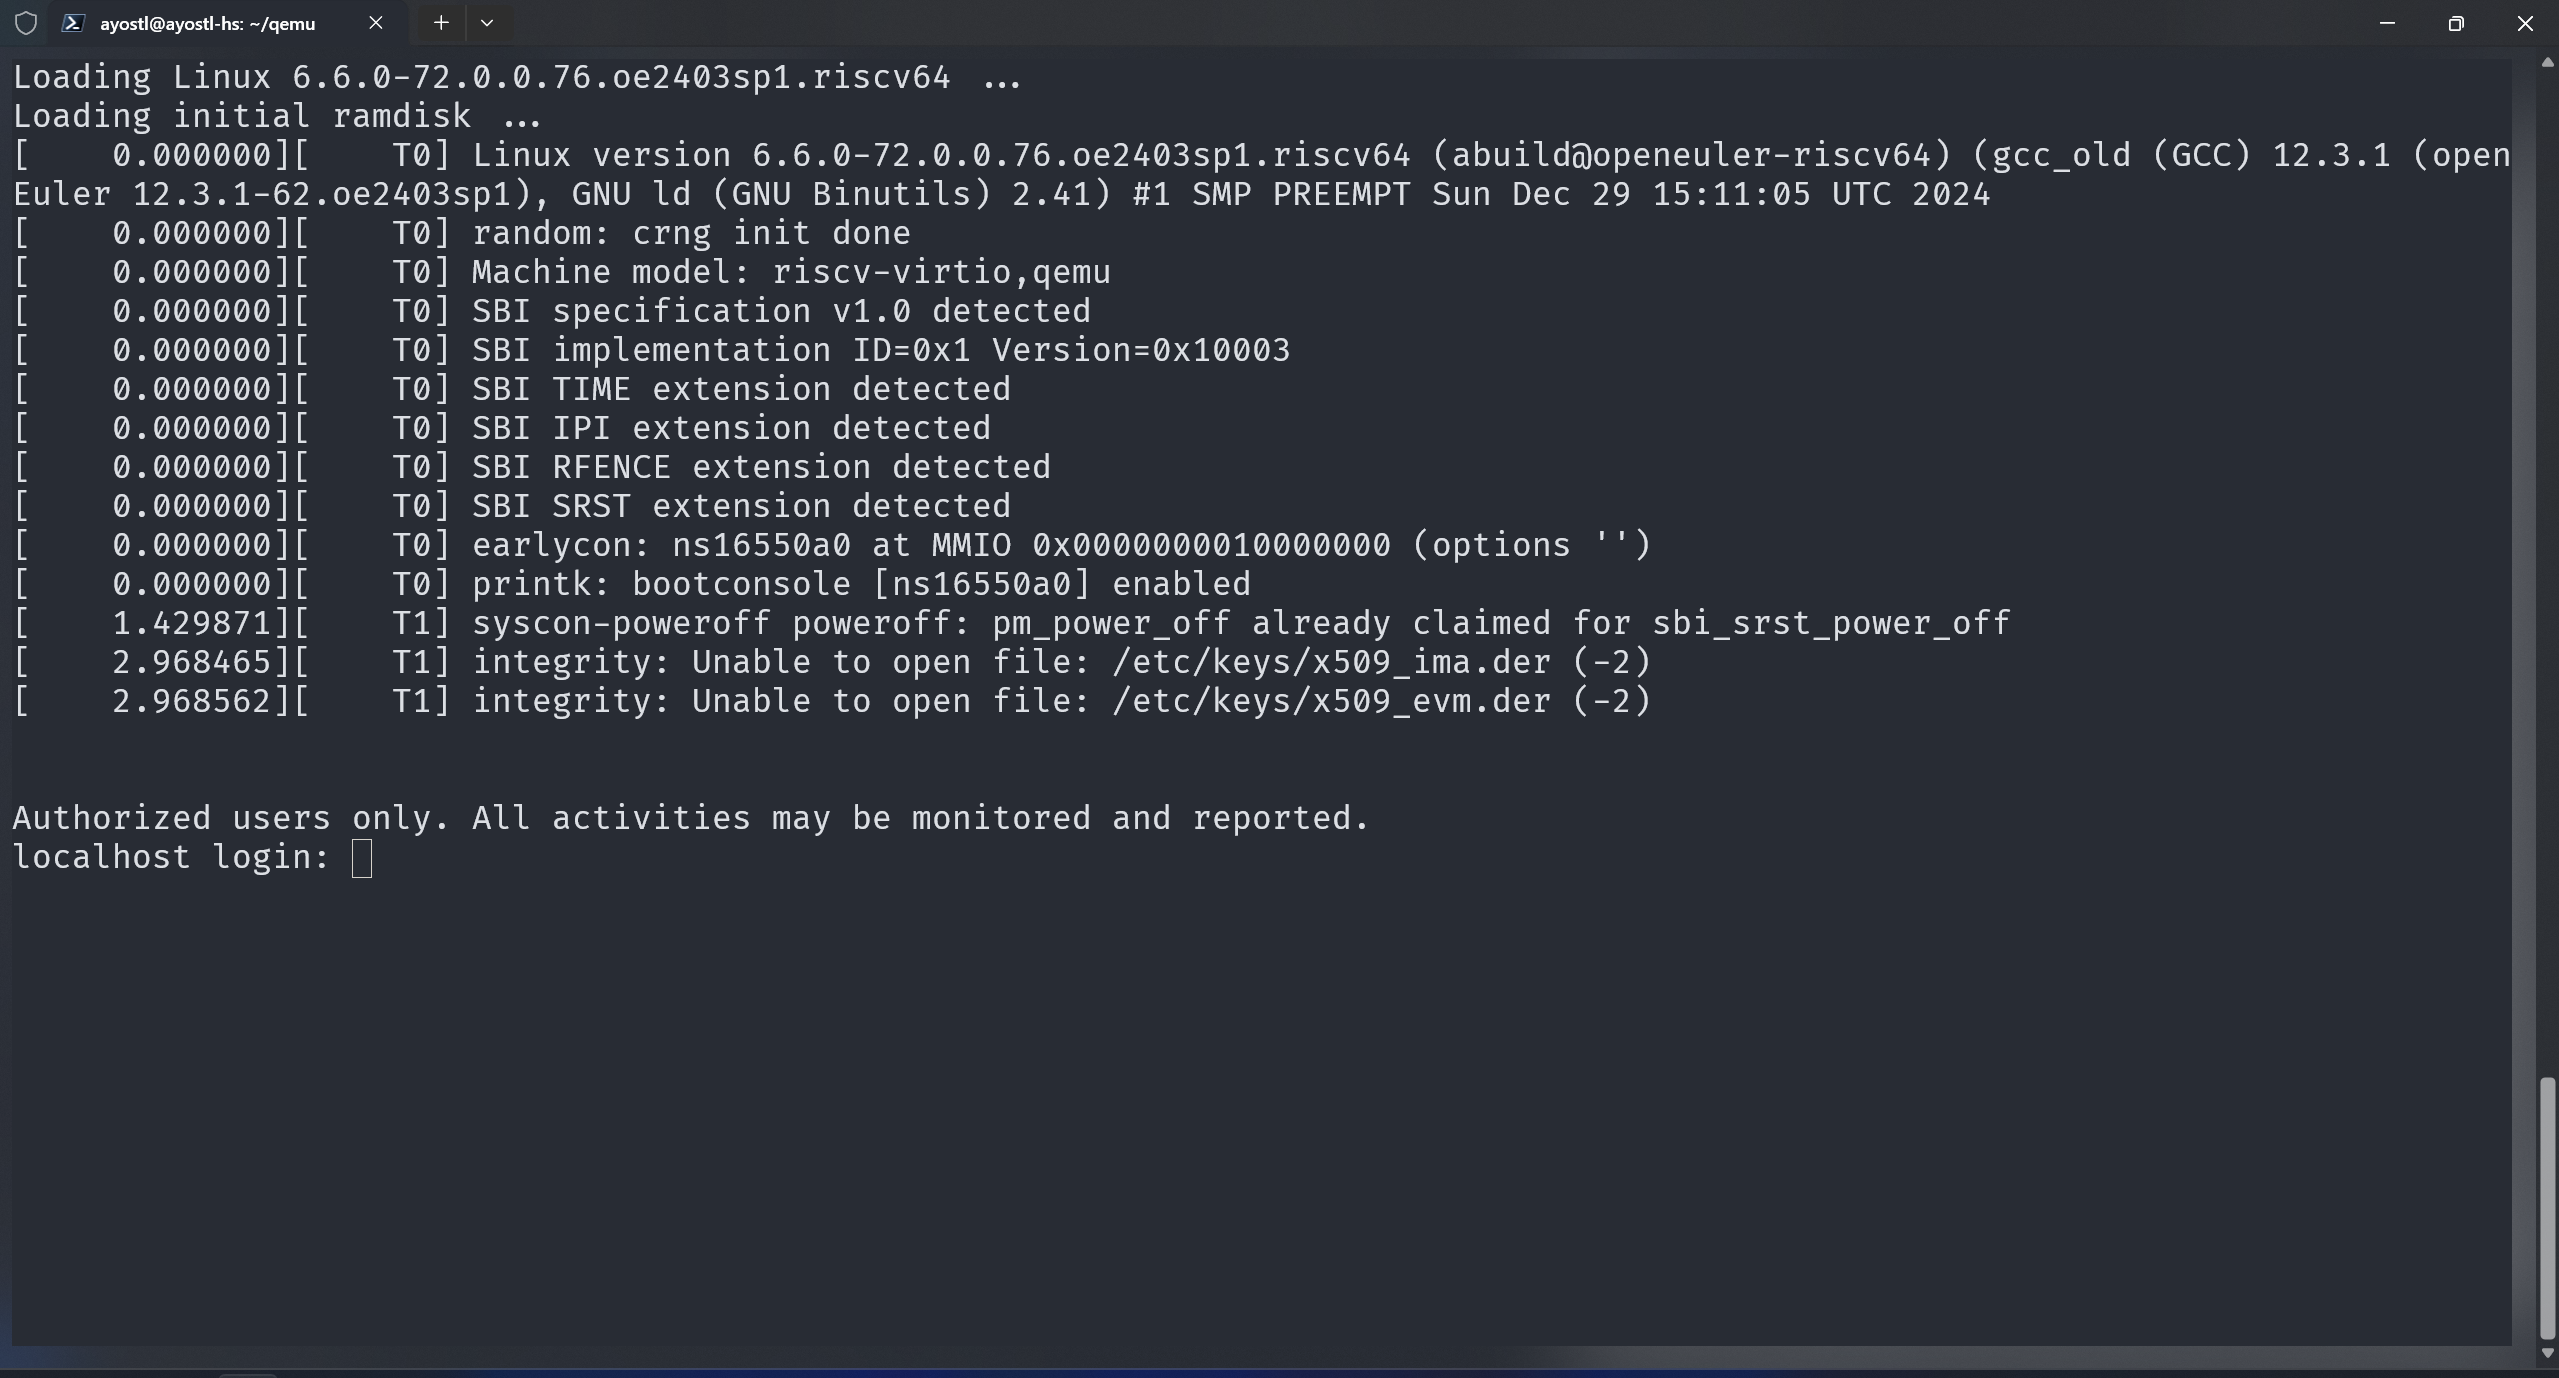 ayostl@ayostl-hs: ~/qemu
Loading Linux 6.6.0-72.0.0.76.oe2403sp1.riscv64 ...
Loading initial ramdisk ...
[    0.000000][    T0] Linux version 6.6.0-72.0.0.76.oe2403sp1.riscv64 (abuild@openeuler-riscv64) (gcc_old (GCC) 12.3.1 (open
Euler 12.3.1-62.oe2403sp1), GNU ld (GNU Binutils) 2.41) #1 SMP PREEMPT Sun Dec 29 15:11:05 UTC 2024
[    0.000000][    T0] random: crng init done
[    0.000000][    T0] Machine model: riscv-virtio,qemu
[    0.000000][    T0] SBI specification v1.0 detected
[    0.000000][    T0] SBI implementation ID=0x1 Version=0x10003
[    0.000000][    T0] SBI TIME extension detected
[    0.000000][    T0] SBI IPI extension detected
[    0.000000][    T0] SBI RFENCE extension detected
[    0.000000][    T0] SBI SRST extension detected
[    0.000000][    T0] earlycon: ns16550a0 at MMIO 0x0000000010000000 (options '')
[    0.000000][    T0] printk: bootconsole [ns16550a0] enabled
[    1.429871][    T1] syscon-poweroff poweroff: pm_power_off already claimed for sbi_srst_power_off
[    2.968465][    T1] integrity: Unable to open file: /etc/keys/x509_ima.der (-2)
[    2.968562][    T1] integrity: Unable to open file: /etc/keys/x509_evm.der (-2)
Authorized users only. All activities may be monitored and reported.
localhost login: